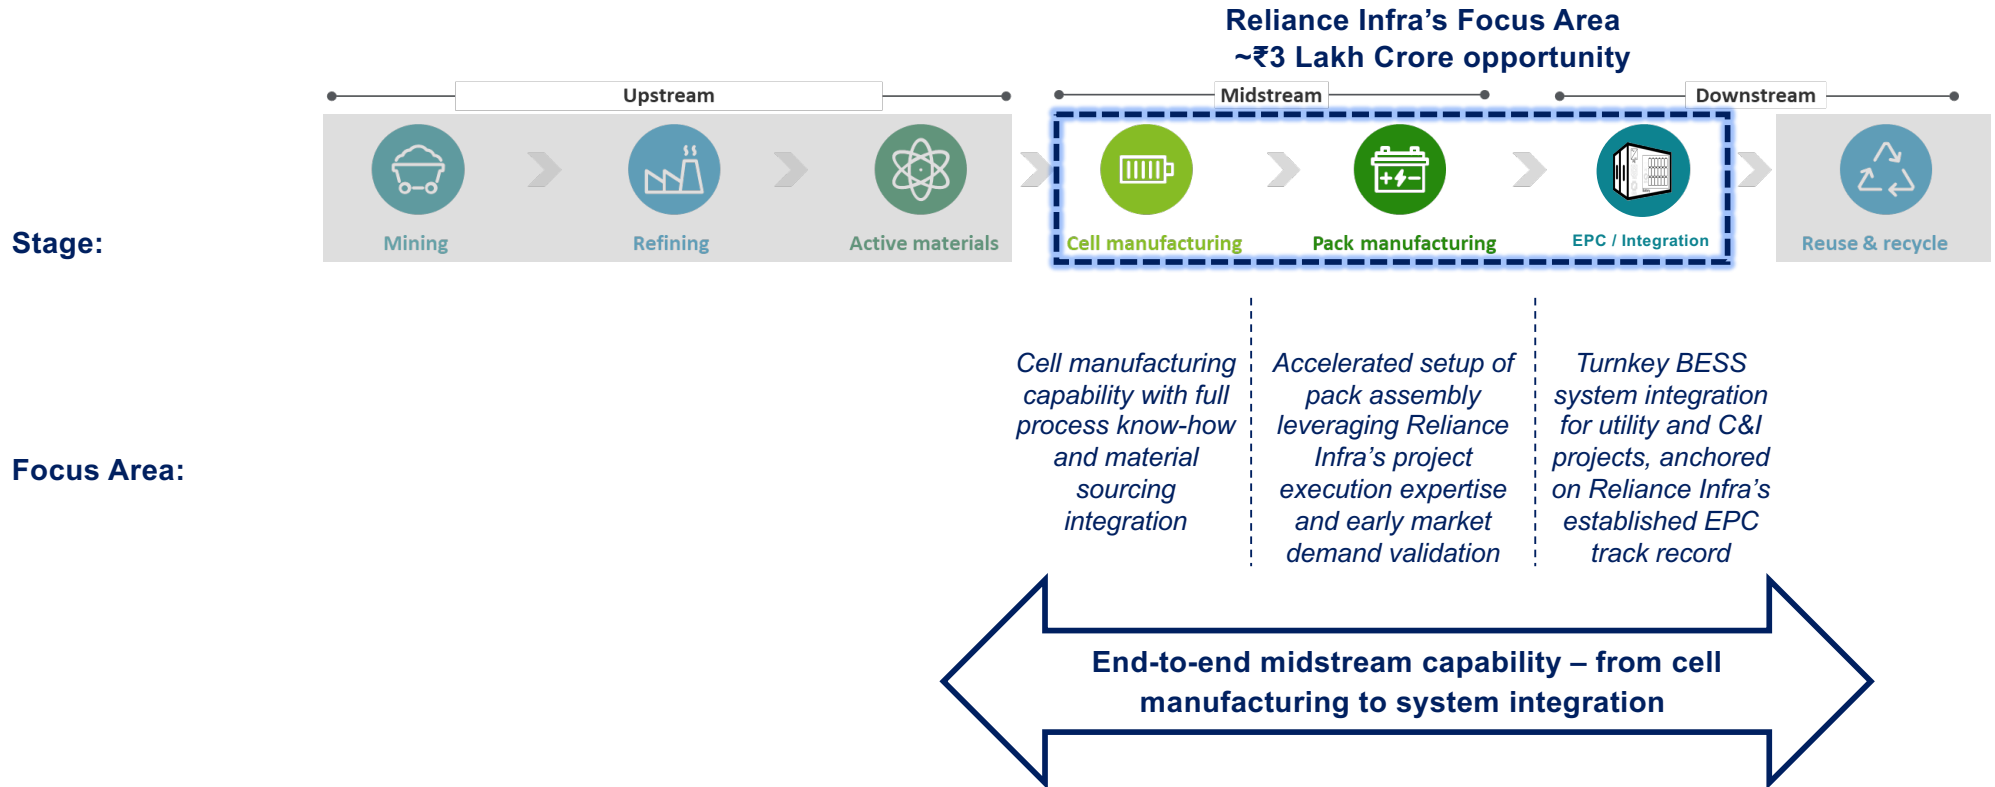 Reliance Infra’s Focus Area
~₹3 Lakh Crore opportunity
Upstream
Midstream
Downstream
Stage:
Mining
Refining
Active materials
Cell manufacturing
Pack manufacturing
EPC / Integration
Reuse & recycle
Focus Area:
Cell manufacturing
capability with full
process know-how
and material
sourcing
integration
Accelerated setup of
pack assembly
leveraging Reliance
Infra’s project
execution expertise
and early market
demand validation
Turnkey BESS
system integration
for utility and C&I
projects, anchored
on Reliance Infra’s
established EPC
track record
End-to-end midstream capability – from cell
manufacturing to system integration